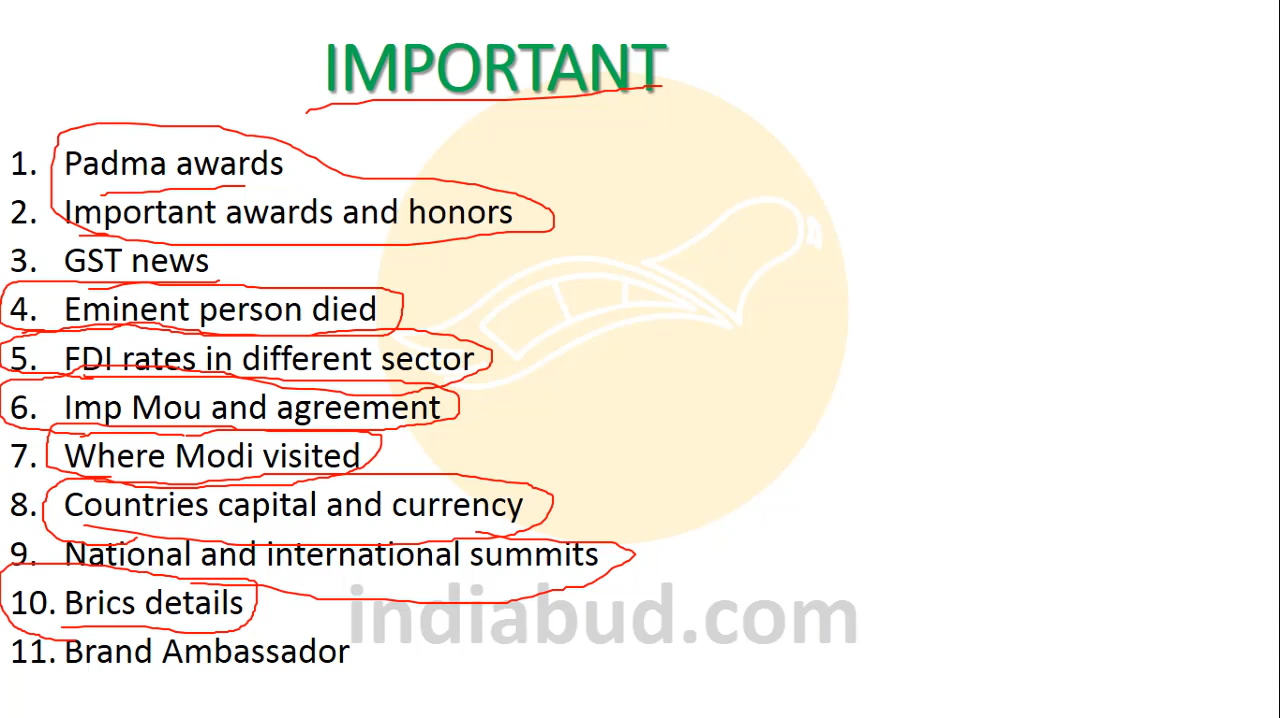 IMPORTANT
1. Padma awards
2. Important awards and honors
3. GST news
4. Eminent person died
5. FDI rates in different sector
6. Imp Mou and agreement
7. Where Modi visited
8. Countries capital and currency
9. National and international summits
10. Brics details
indiabud.com
11. Brand Ambassador